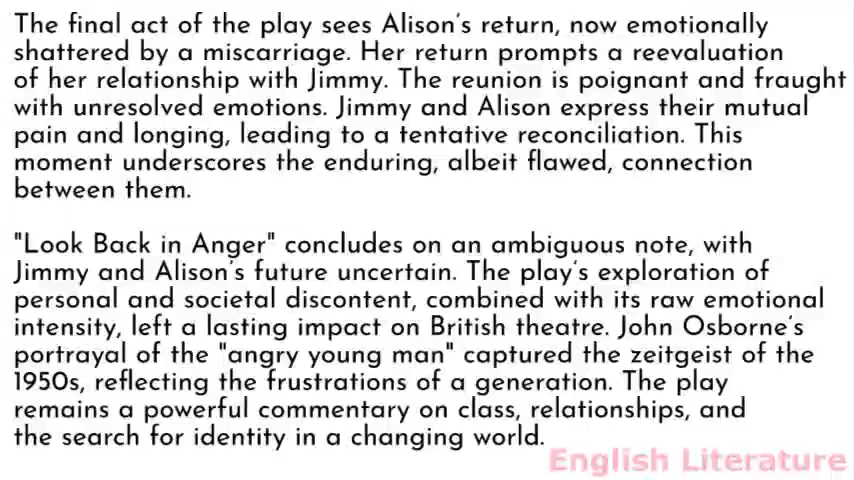 The final act of the play sees Alison's return, now emotionally
shattered by a miscarriage. Her return prompts a reevaluation
of her relationship with Jimmy. The reunion is poignant and fraught
with unresolved emotions. Jimmy and Alison express their mutual
pain and longing, leading to a tentative reconciliation. This
moment underscores the enduring, albeit flawed, connection
between them.
"Look Back in Anger" concludes on an ambiguous note, with
Jimmy and Alison's future uncertain. The play's exploration of
personal and societal discontent, combined with its raw emotional
intensity, left a lasting impact on British theatre. John Osborne's
portrayal of the "angry young man" captured the zeitgeist of the
1950s, reflecting the frustrations of a generation. The play
remains a powerful commentary on class, relationships, and
the search for identity in a changing world.
English Literature